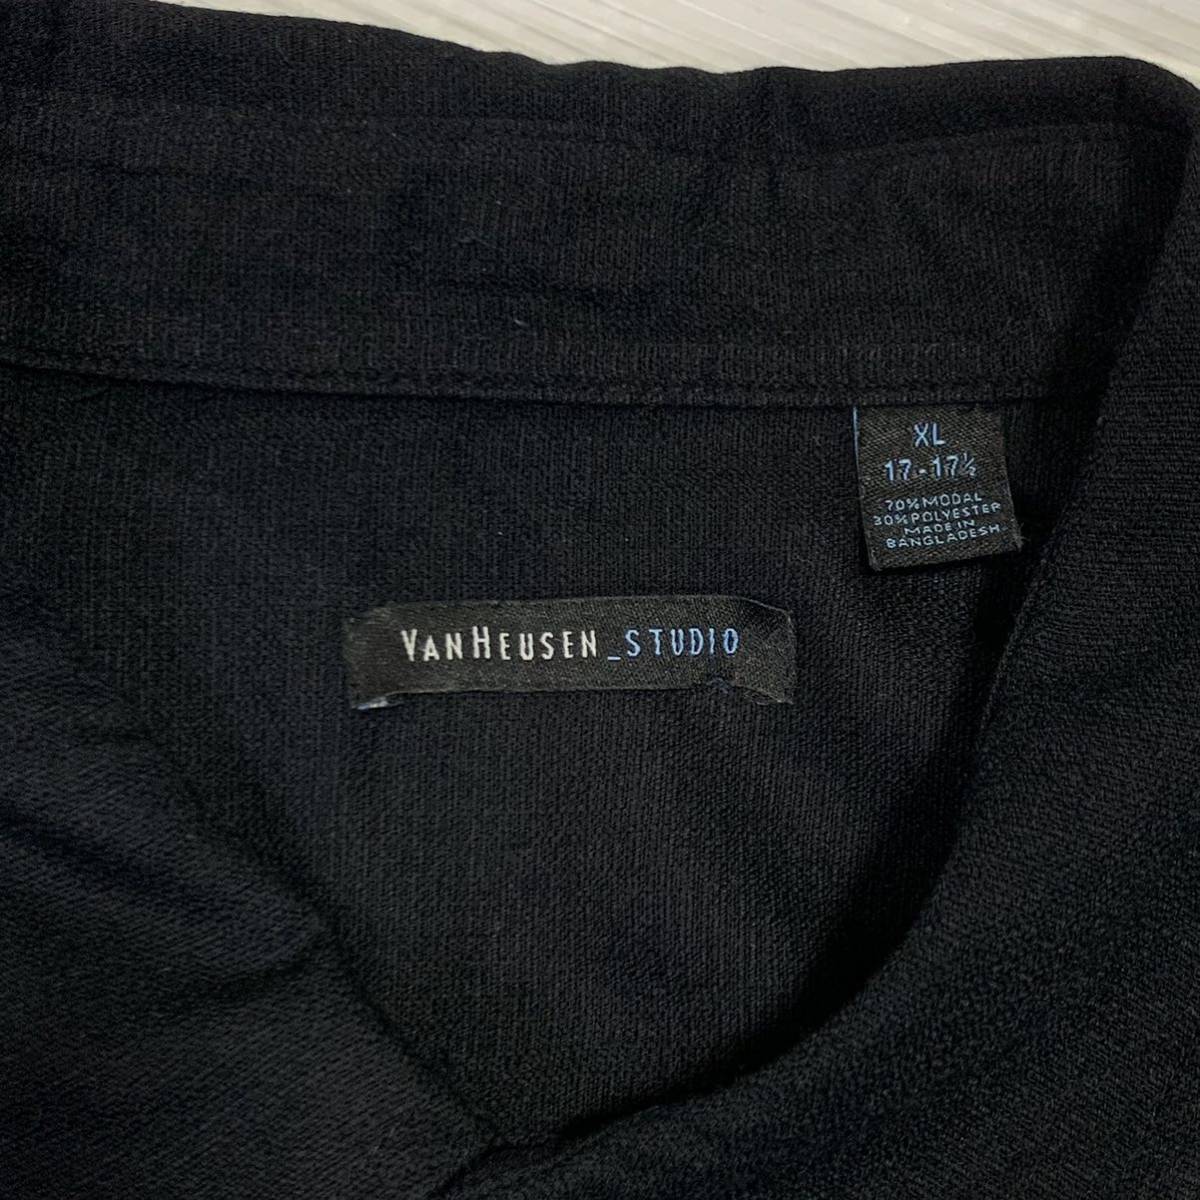 XL
17-17½
70% MODAL
30% POLYESTER
MADE IN
BANGLADESH
VANHEUSEN_STUDIO